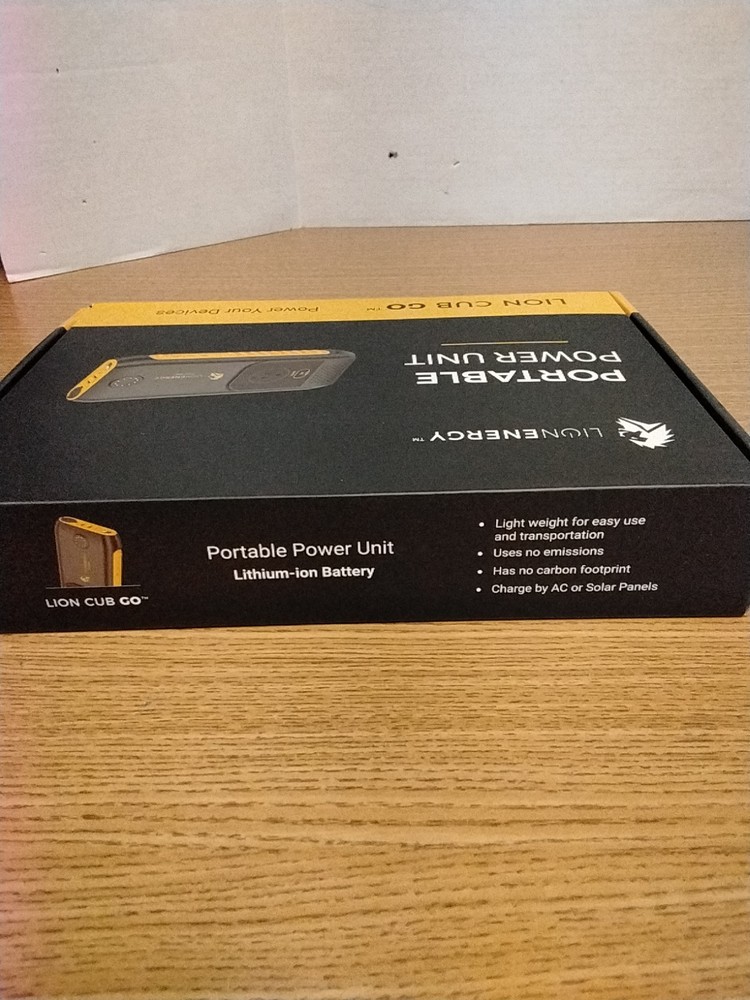 LION CUB GO™
Power Your Devices
PORTABLE
POWER UNIT
LIONENERGY™
Portable Power Unit
Lithium-ion Battery
LION CUB GO™
• Light weight for easy use
and transportation
• Uses no emissions
• Has no carbon footprint
• Charge by AC or Solar Panels